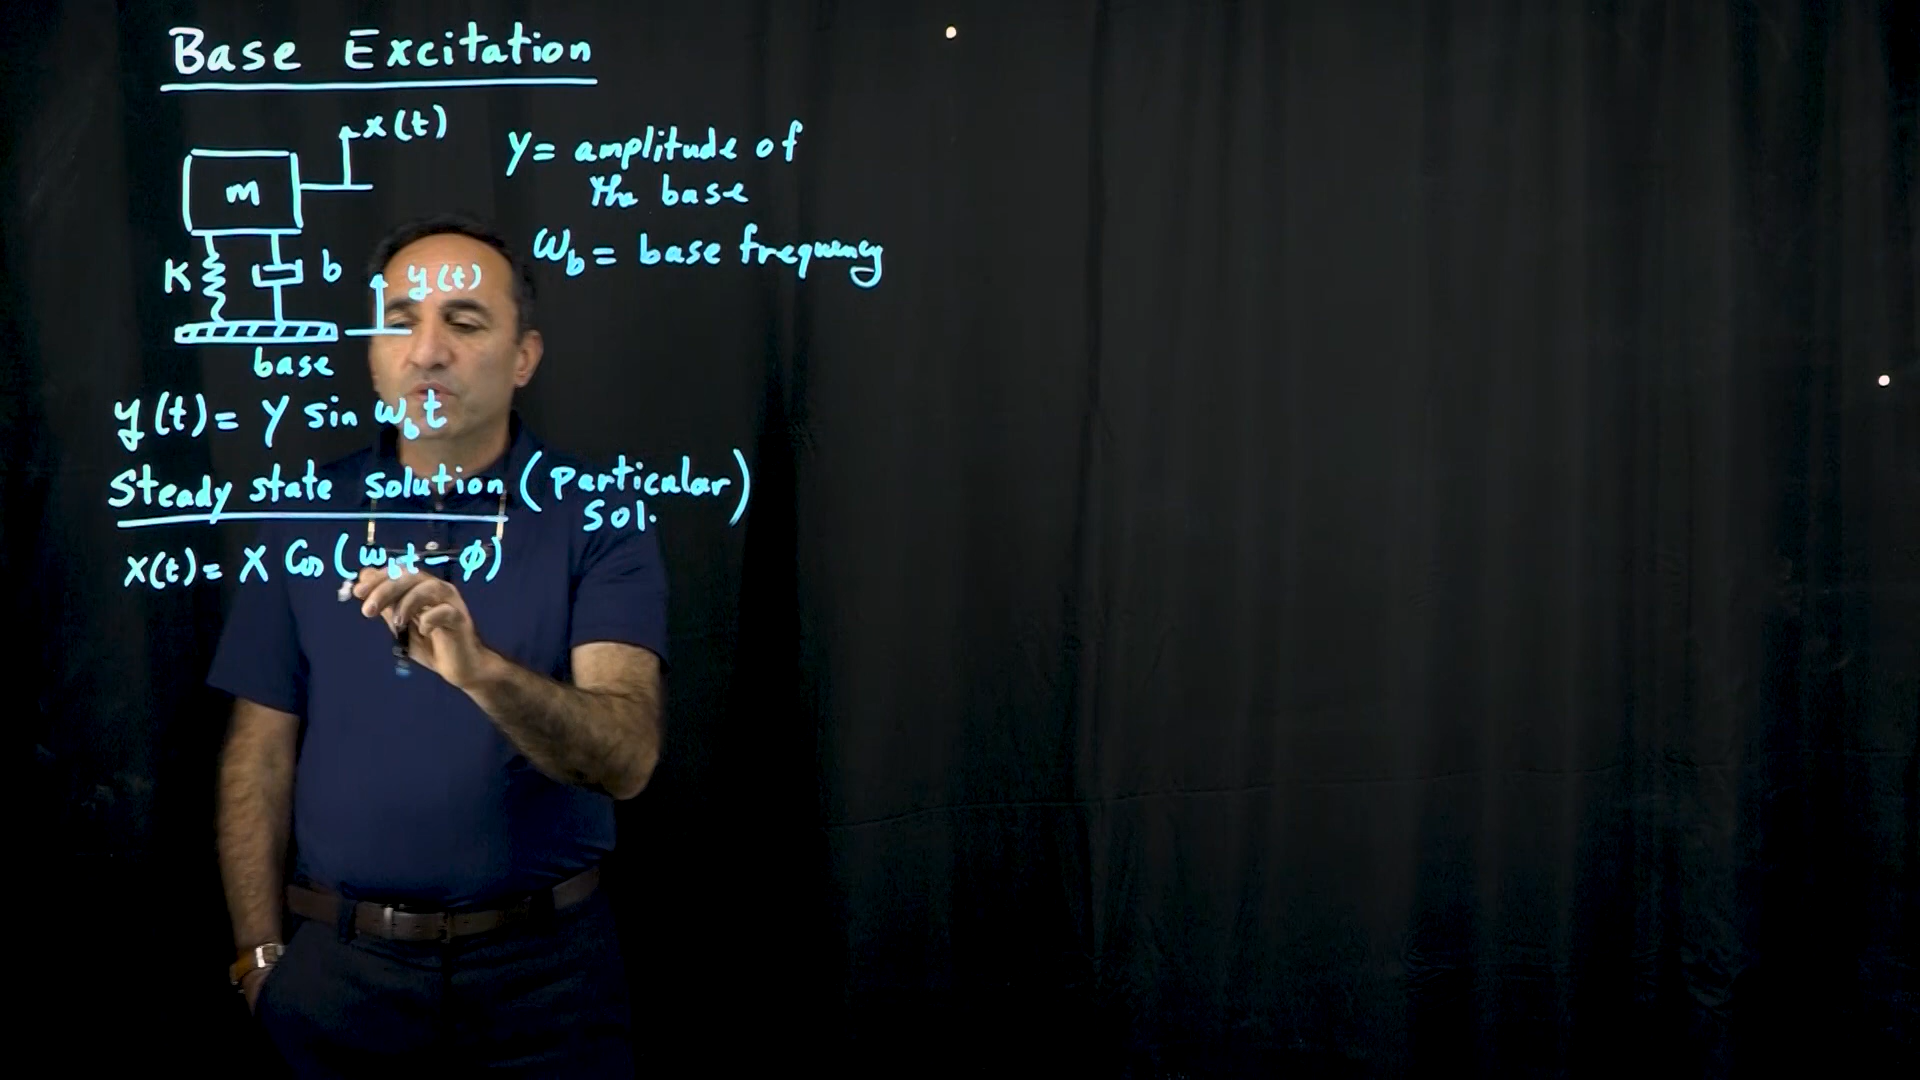 Base Excitation
x(t)
m
K
b
y(t)
base
Y = amplitude of
the base
ω_b = base frequency
y(t) = Y sin ω_b t
Steady state solution (Particular
Sol.)
x(t) = X Cos (ω_b t - φ)